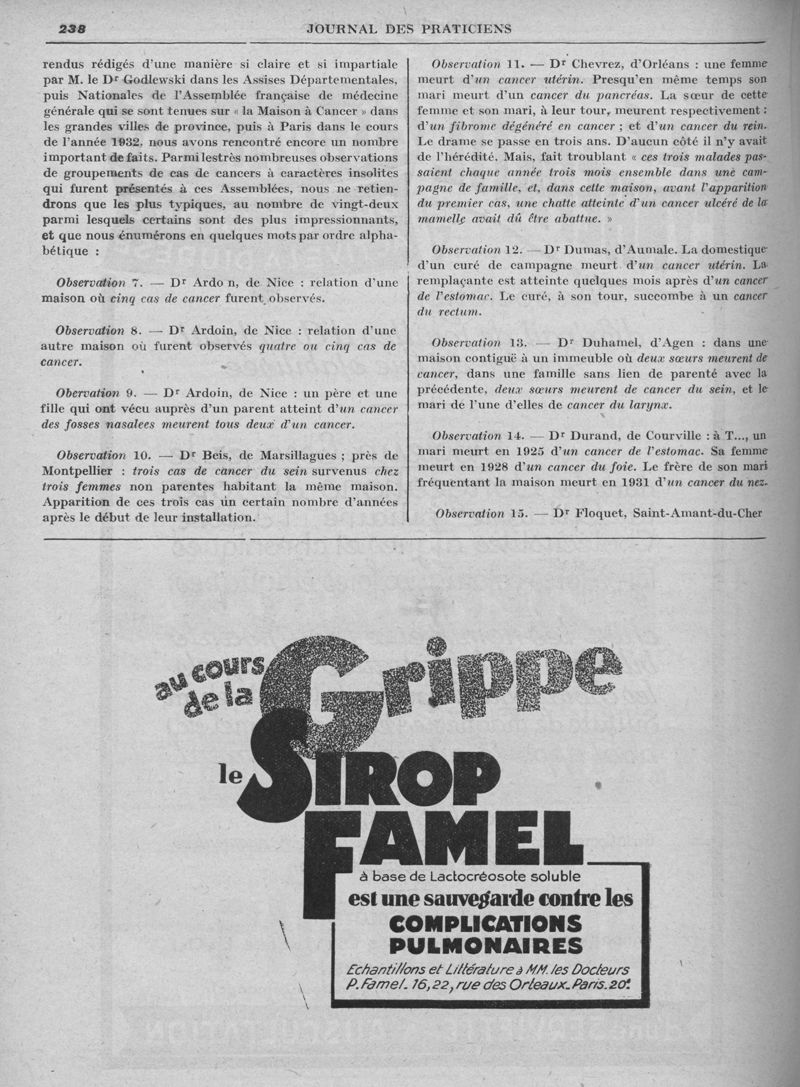 238
JOURNAL DES PRATICIENS
rendus rédigés d'une manière si claire et si impartiale
par M. le Dr Godlewski dans les Assises Départementales,
puis Nationales de l'Assemblée française de médecine
générale qui se sont tenues sur « la Maison à Cancer » dans
les grandes villes de province, puis à Paris dans le cours
de l'année 1932, nous avons rencontré encore un nombre
important de faits. Parmi lestrès nombreuses observations
de groupements de cas de cancers à caractères insolites
qui furent présentés à ces Assemblées, nous ne retien-
drons que les plus typiques, au nombre de vingt-deux
parmi lesquels certains sont des plus impressionnants,
et que nous énumérons en quelques mots par ordre alpha-
bétique :
Observation 7. — Dr Ardo n, de Nice : relation d'une
maison où cinq cas de cancer furent observés.
Observation 8. — Dr Ardoin, de Nice : relation d'une
autre maison où furent observés quatre ou cinq cas de
cancer.
Obervation 9. — Dr Ardoin, de Nice : un père et une
fille qui ont vécu auprès d'un parent atteint d'un cancer
des fosses nasalees meurent tous deux d'un cancer.
Observation 10. — Dr Beis, de Marsillagues ; près de
Montpellier : trois cas de cancer du sein survenus chez
trois femmes non parentes habitant la même maison.
Apparition de ces trois cas un certain nombre d'années
après le début de leur installation.
Observation 11. — Dr Chevrez, d'Orléans : une femme
meurt d'un cancer utérin. Presqu'en même temps son
mari meurt d'un cancer du pancréas. La sœur de cette
femme et son mari, à leur tour, meurent respectivement :
d'un fibrome dégénéré en cancer ; et d'un cancer du rein.
Le drame se passe en trois ans. D'aucun côté il n'y avait
de l'hérédité. Mais, fait troublant « ces trois malades pas-
saient chaque année trois mois ensemble dans une cam-
pagne de famille, et, dans cette maison, avant l'apparition
du premier cas, une chatte atteinte d'un cancer ulcéré de la
mamelle avait dû être abattue. »
Observation 12. — Dr Dumas, d'Aumale. La domestique
d'un curé de campagne meurt d'un cancer utérin. La
remplaçante est atteinte quelques mois après d'un cancer
de l'estomac. Le curé, à son tour, succombe à un cancer
du rectum.
Observation 13. — Dr Duhamel, d'Agen : dans une
maison contiguë à un immeuble où deux sœurs meurent de
cancer, dans une famille sans lien de parenté avec la
précédente, deux sœurs meurent de cancer du sein, et le
mari de l'une d'elles de cancer du larynx.
Observation 14. — Dr Durand, de Courville : à T..., un
mari meurt en 1925 d'un cancer de l'estomac. Sa femme
meurt en 1928 d'un cancer du foie. Le frère de son mari
fréquentant la maison meurt en 1931 d'un cancer du nez.
Observation 15. — Dr Floquet, Saint-Amant-du-Cher
au cours
de la
Grippe
le
SIROP
FAMEL
à base de Lactocréosote soluble
est une sauvegarde contre les
COMPLICATIONS
PULMONAIRES
Echantillons et Littérature à MM. les Docteurs
P. Famel_ 16, 22, rue des Orteaux_Paris. 20e